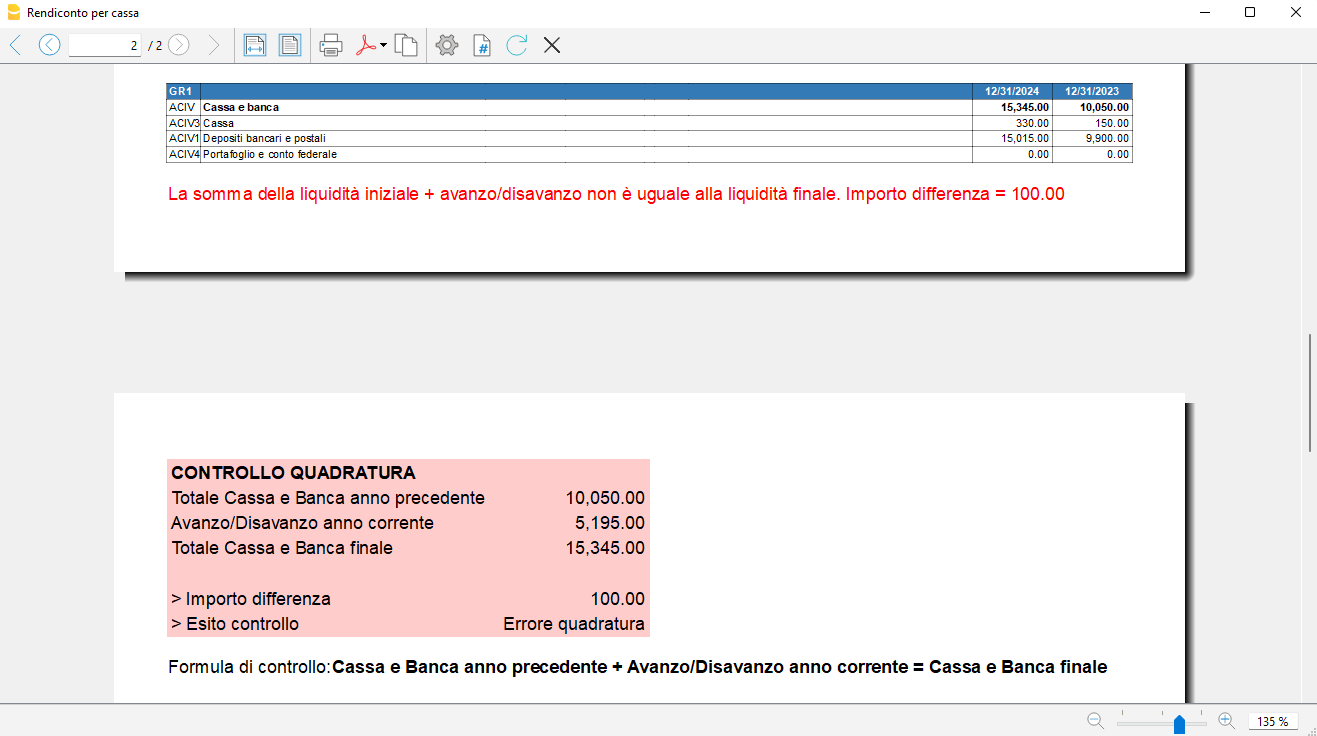 Rendiconto per cassa
2 / 2
GR1 12/31/2024 12/31/2023
ACIV Cassa e banca 15,345.00 10,050.00
ACIV3 Cassa 330.00 150.00
ACIV1 Depositi bancari e postali 15,015.00 9,900.00
ACIV4 Portafoglio e conto federale 0.00 0.00
La somma della liquidità iniziale + avanzo/disavanzo non è uguale alla liquidità finale. Importo differenza = 100.00
CONTROLLO QUADRATURA
Totale Cassa e Banca anno precedente 10,050.00
Avanzo/Disavanzo anno corrente 5,195.00
Totale Cassa e Banca finale 15,345.00
> Importo differenza 100.00
> Esito controllo Errore quadratura
Formula di controllo:Cassa e Banca anno precedente + Avanzo/Disavanzo anno corrente = Cassa e Banca finale
135 %